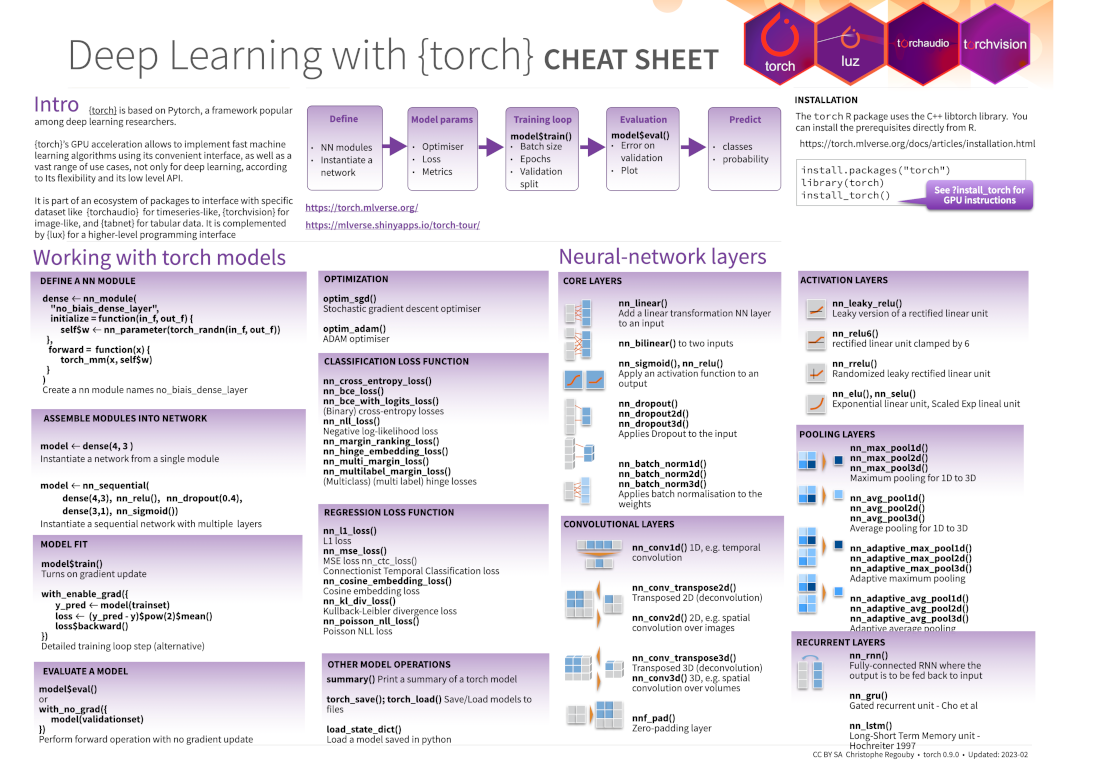 Deep Learning with {torch} CHEAT SHEET
torch
luz
torchaudio
torchvision
Intro {torch} is based on Pytorch, a framework popular
among deep learning researchers.
{torch}'s GPU acceleration allows to implement fast machine
learning algorithms using its convenient interface, as well as a
vast range of use cases, not only for deep learning, according
to Its flexibility and its low level API.
It is part of an ecosystem of packages to interface with specific
dataset like {torchaudio} for timeseries-like, {torchvision} for
image-like, and {tabnet} for tabular data. It is complemented
by {lux} for a higher-level programming interface
Define
• NN modules
• Instantiate a
network
Model params
• Optimiser
• Loss
• Metrics
Training loop
model$train()
• Batch size
• Epochs
• Validation
split
Evaluation
model$eval()
• Error on
validation
• Plot
Predict
• classes
• probability
https://torch.mlverse.org/
https://mlverse.shinyapps.io/torch-tour/
INSTALLATION
The torch R package uses the C++ libtorch library. You
can install the prerequisites directly from R.
https://torch.mlverse.org/docs/articles/installation.html
install.packages("torch")
library(torch)
install_torch()
See ?install_torch for
GPU instructions
Working with torch models
DEFINE A NN MODULE
dense ← nn_module(
"no_biais_dense_layer",
initialize = function(in_f, out_f) {
self$w ← nn_parameter(torch_randn(in_f, out_f))
},
forward = function(x) {
torch_mm(x, self$w)
}
)
Create a nn module names no_biais_dense_layer
ASSEMBLE MODULES INTO NETWORK
model ← dense(4, 3 )
Instantiate a network from a single module
model ← nn_sequential(
dense(4,3), nn_relu(), nn_dropout(0.4),
dense(3,1), nn_sigmoid())
Instantiate a sequential network with multiple layers
MODEL FIT
model$train()
Turns on gradient update
with_enable_grad({
y_pred ← model(trainset)
loss ← (y_pred - y)$pow(2)$mean()
loss$backward()
})
Detailed training loop step (alternative)
EVALUATE A MODEL
model$eval()
or
with_no_grad({
model(validationset)
})
Perform forward operation with no gradient update
OPTIMIZATION
optim_sgd()
Stochastic gradient descent optimiser
optim_adam()
ADAM optimiser
CLASSIFICATION LOSS FUNCTION
nn_cross_entropy_loss()
nn_bce_loss()
nn_bce_with_logits_loss()
(Binary) cross-entropy losses
nn_nll_loss()
Negative log-likelihood loss
nn_margin_ranking_loss()
nn_hinge_embedding_loss()
nn_multi_margin_loss()
nn_multilabel_margin_loss()
(Multiclass) (multi label) hinge losses
REGRESSION LOSS FUNCTION
nn_l1_loss()
L1 loss
nn_mse_loss()
MSE loss nn_ctc_loss()
Connectionist Temporal Classification loss
nn_cosine_embedding_loss()
Cosine embedding loss
nn_kl_div_loss()
Kullback-Leibler divergence loss
nn_poisson_nll_loss()
Poisson NLL loss
OTHER MODEL OPERATIONS
summary() Print a summary of a torch model
torch_save(); torch_load() Save/Load models to
files
load_state_dict()
Load a model saved in python
Neural-network layers
CORE LAYERS
nn_linear()
Add a linear transformation NN layer
to an input
nn_bilinear() to two inputs
nn_sigmoid(), nn_relu()
Apply an activation function to an
output
nn_dropout()
nn_dropout2d()
nn_dropout3d()
Applies Dropout to the input
nn_batch_norm1d()
nn_batch_norm2d()
nn_batch_norm3d()
Applies batch normalisation to the
weights
CONVOLUTIONAL LAYERS
nn_conv1d() 1D, e.g. temporal
convolution
nn_conv_transpose2d()
Transposed 2D (deconvolution)
nn_conv2d() 2D, e.g. spatial
convolution over images
nn_conv_transpose3d()
Transposed 3D (deconvolution)
nn_conv3d() 3D, e.g. spatial
convolution over volumes
nnf_pad()
Zero-padding layer
ACTIVATION LAYERS
nn_leaky_relu()
Leaky version of a rectified linear unit
nn_relu6()
rectified linear unit clamped by 6
nn_rrelu()
Randomized leaky rectified linear unit
nn_elu(), nn_selu()
Exponential linear unit, Scaled Exp lineal unit
POOLING LAYERS
nn_max_pool1d()
nn_max_pool2d()
nn_max_pool3d()
Maximum pooling for 1D to 3D
nn_avg_pool1d()
nn_avg_pool2d()
nn_avg_pool3d()
Average pooling for 1D to 3D
nn_adaptive_max_pool1d()
nn_adaptive_max_pool2d()
nn_adaptive_max_pool3d()
Adaptive maximum pooling
nn_adaptive_avg_pool1d()
nn_adaptive_avg_pool2d()
nn_adaptive_avg_pool3d()
Adaptive average pooling
RECURRENT LAYERS
nn_rnn()
Fully-connected RNN where the
output is to be fed back to input
nn_gru()
Gated recurrent unit - Cho et al
nn_lstm()
Long-Short Term Memory unit -
Hochreiter 1997
CC BY SA Christophe Regouby • torch 0.9.0 • Updated: 2023-02